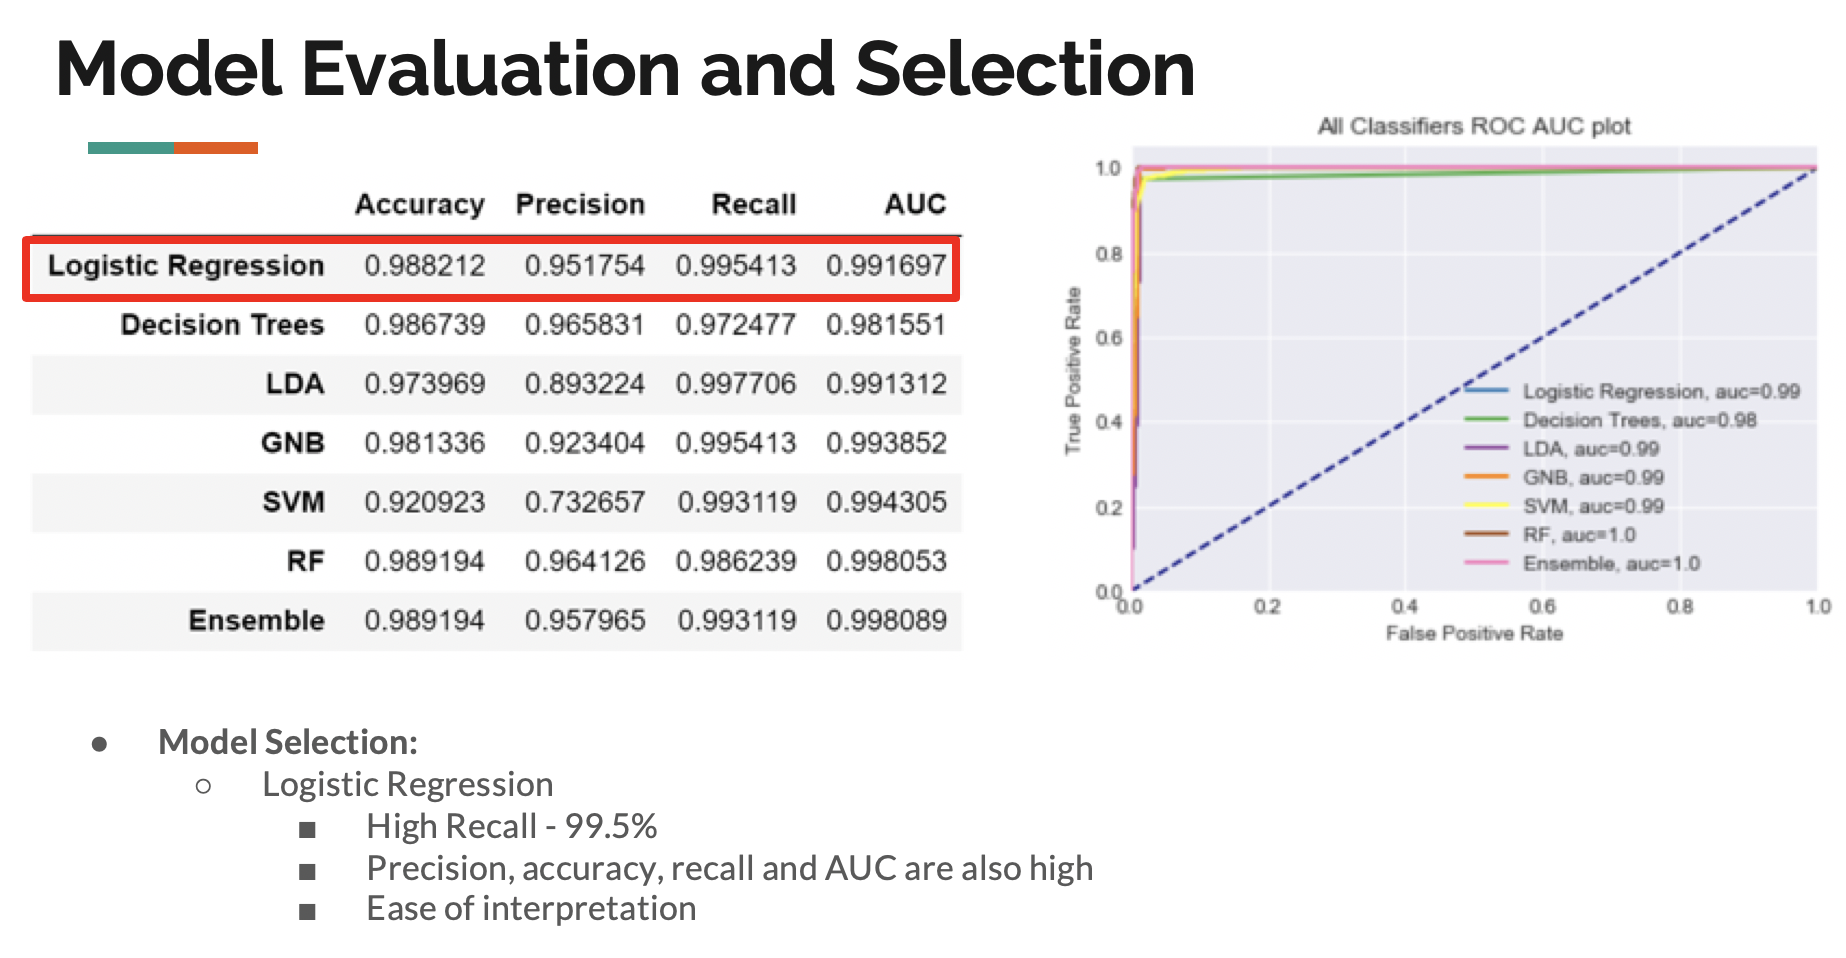 Model Evaluation and Selection
Accuracy Precision Recall AUC
Logistic Regression 0.988212 0.951754 0.995413 0.991697
Decision Trees 0.986739 0.965831 0.972477 0.981551
LDA 0.973969 0.893224 0.997706 0.991312
GNB 0.981336 0.923404 0.995413 0.993852
SVM 0.920923 0.732657 0.993119 0.994305
RF 0.989194 0.964126 0.986239 0.998053
Ensemble 0.989194 0.957965 0.993119 0.998089
All Classifiers ROC AUC plot
True Positive Rate
1.0
0.8
0.6
0.4
0.2
0.0
Logistic Regression, auc=0.99
Decision Trees, auc=0.98
LDA, auc=0.99
GNB, auc=0.99
SVM, auc=0.99
RF, auc=1.0
Ensemble, auc=1.0
0.0 0.2 0.4 0.6 0.8 1.0
False Positive Rate
● Model Selection:
○ Logistic Regression
■ High Recall - 99.5%
■ Precision, accuracy, recall and AUC are also high
■ Ease of interpretation